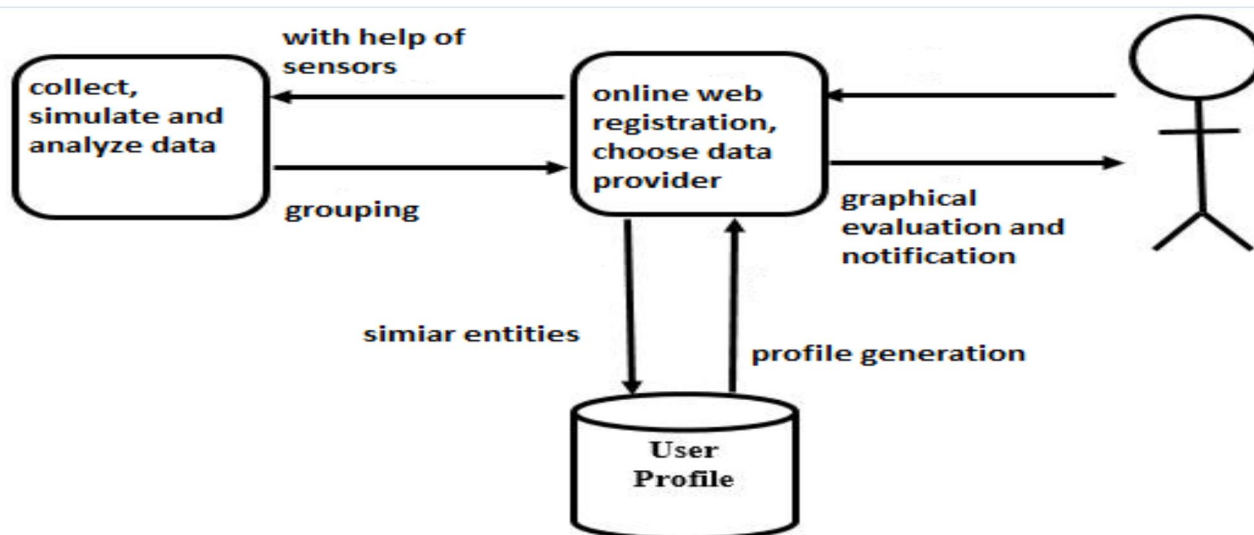 with help of
sensors
collect,
simulate and
analyze data
online web
registration,
choose data
provider
grouping
graphical
evaluation and
notification
simiar entities
profile generation
User
Profile